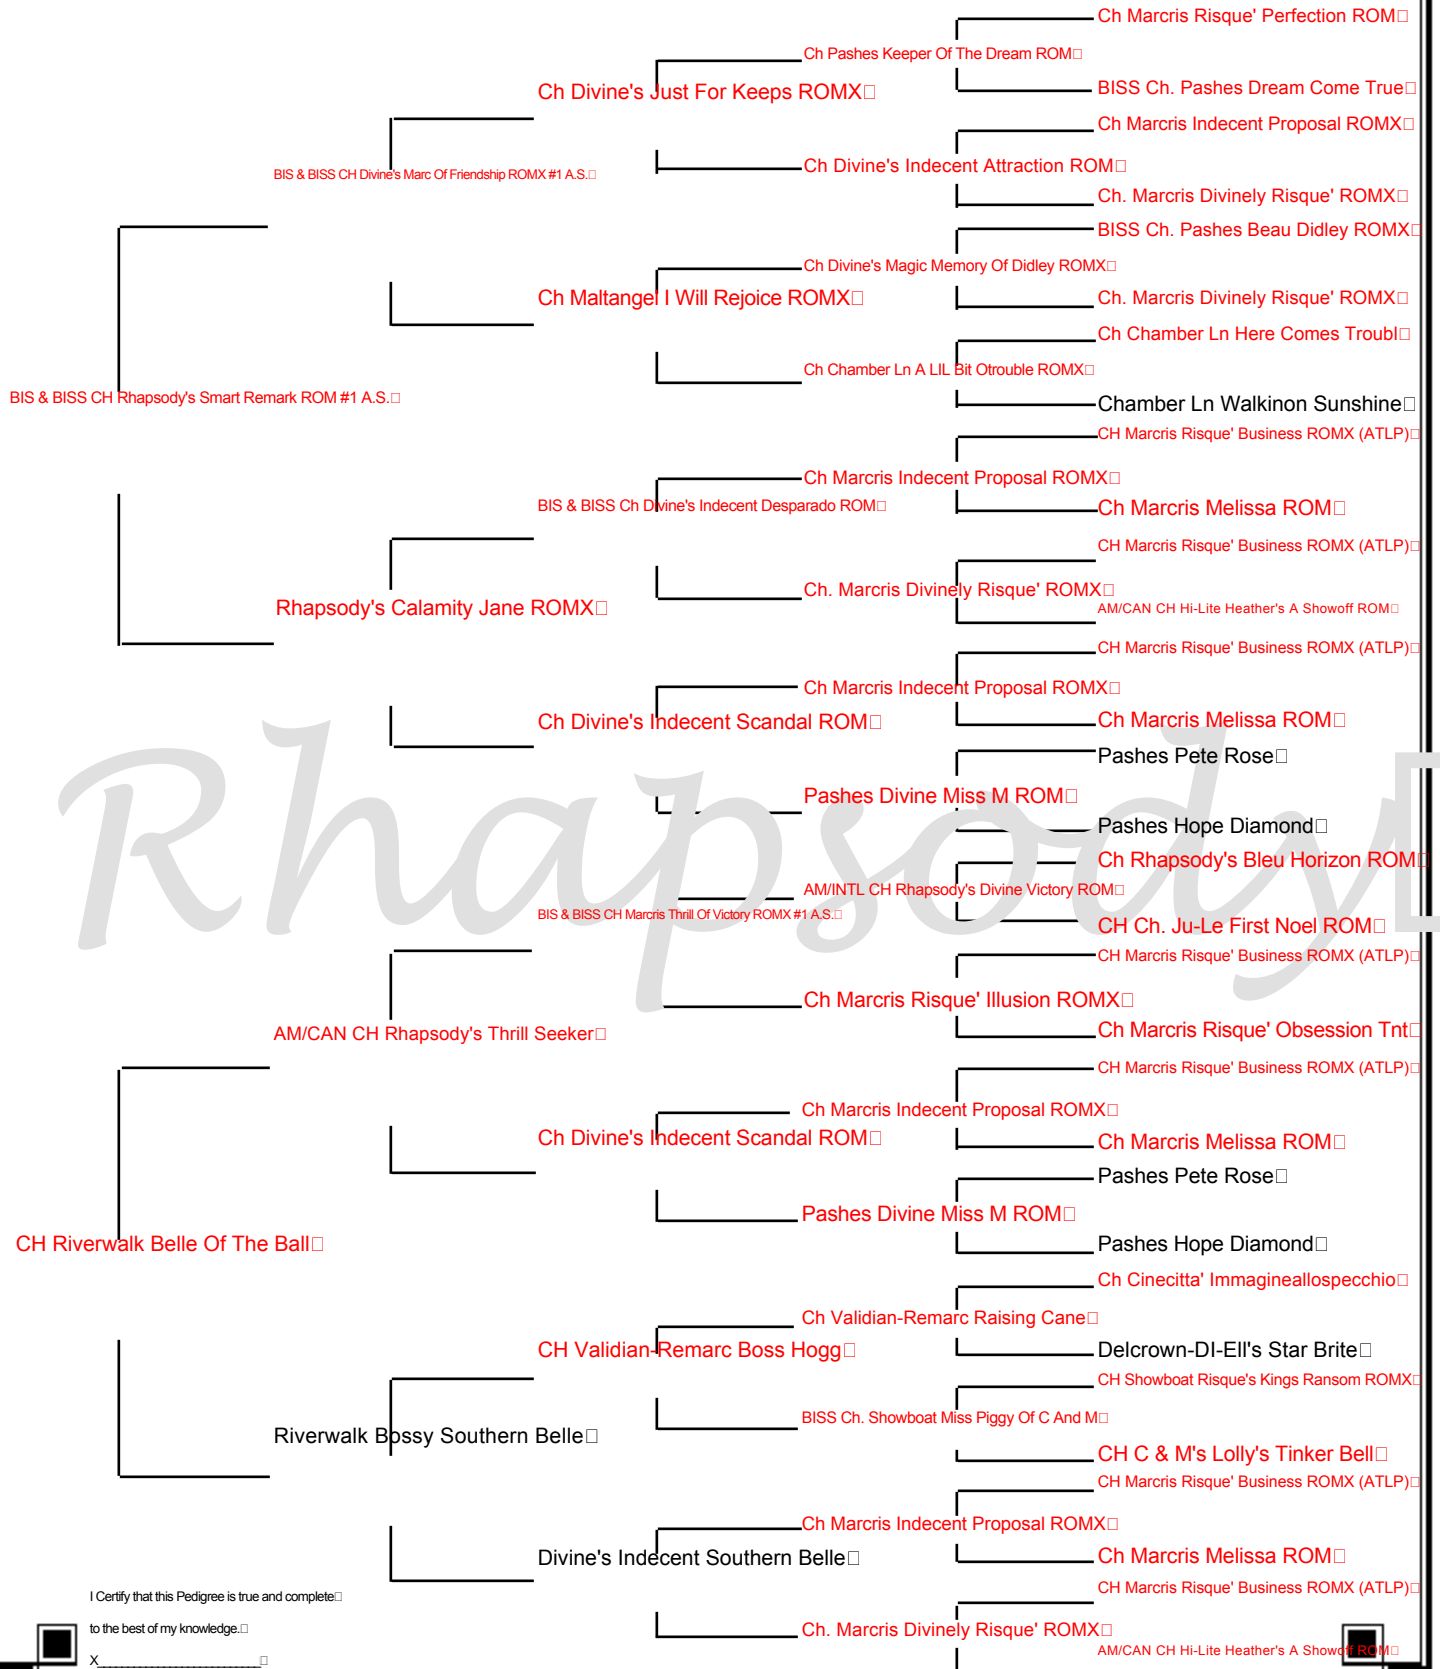 Ch Marcris Risque' Perfection ROM
Ch Pashes Keeper Of The Dream ROM
Ch Divine's Just For Keeps ROMX
BISS Ch. Pashes Dream Come True
Ch Marcris Indecent Proposal ROMX
BIS & BISS CH Divine's Marc Of Friendship ROMX #1 A.S.
Ch Divine's Indecent Attraction ROM
Ch. Marcris Divinely Risque' ROMX
BISS Ch. Pashes Beau Didley ROMX
Ch Divine's Magic Memory Of Didley ROMX
Ch Maltangel I Will Rejoice ROMX
Ch. Marcris Divinely Risque' ROMX
Ch Chamber Ln Here Comes Troubl
Ch Chamber Ln A LIL Bit Otrouble ROMX
BIS & BISS CH Rhapsody's Smart Remark ROM #1 A.S.
Chamber Ln Walkinon Sunshine
CH Marcris Risque' Business ROMX (ATLP)
Ch Marcris Indecent Proposal ROMX
BIS & BISS Ch Divine's Indecent Desparado ROM
Ch Marcris Melissa ROM
CH Marcris Risque' Business ROMX (ATLP)
Ch. Marcris Divinely Risque' ROMX
Rhapsody's Calamity Jane ROMX
AM/CAN CH Hi-Lite Heather's A Showoff ROM
CH Marcris Risque' Business ROMX (ATLP)
Ch Marcris Indecent Proposal ROMX
Ch Divine's Indecent Scandal ROM
Ch Marcris Melissa ROM
Pashes Pete Rose
Pashes Divine Miss M ROM
Pashes Hope Diamond
Rhapsody
Ch Rhapsody's Bleu Horizon ROM
AM/INTL CH Rhapsody's Divine Victory ROM
BIS & BISS CH Marcris Thrill Of Victory ROMX #1 A.S.
CH Ch. Ju-Le First Noel ROM
CH Marcris Risque' Business ROMX (ATLP)
Ch Marcris Risque' Illusion ROMX
AM/CAN CH Rhapsody's Thrill Seeker
Ch Marcris Risque' Obsession Tnt
CH Marcris Risque' Business ROMX (ATLP)
Ch Marcris Indecent Proposal ROMX
Ch Divine's Indecent Scandal ROM
Ch Marcris Melissa ROM
Pashes Pete Rose
Pashes Divine Miss M ROM
CH Riverwalk Belle Of The Ball
Pashes Hope Diamond
Ch Cinecitta' Immagineallospecchio
Ch Validian-Remarc Raising Cane
CH Validian-Remarc Boss Hogg
Delcrown-DI-Ell's Star Brite
CH Showboat Risque's Kings Ransom ROMX
BISS Ch. Showboat Miss Piggy Of C And M
Riverwalk Bossy Southern Belle
CH C & M's Lolly's Tinker Bell
CH Marcris Risque' Business ROMX (ATLP)
Ch Marcris Indecent Proposal ROMX
Divine's Indecent Southern Belle
Ch Marcris Melissa ROM
CH Marcris Risque' Business ROMX (ATLP)
I Certify that this Pedigree is true and complete
to the best of my knowledge.
Ch. Marcris Divinely Risque' ROMX
AM/CAN CH Hi-Lite Heather's A Showoff ROM
X__________________________